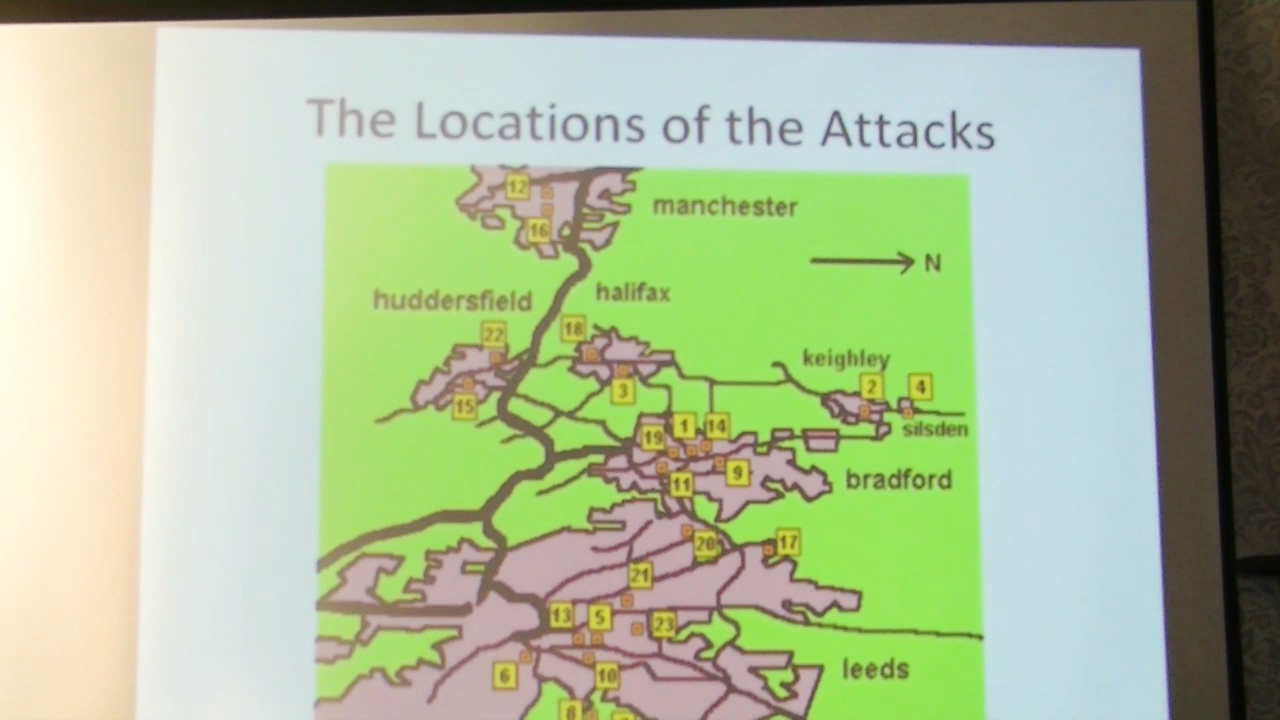 The Locations of the Attacks
12
manchester
16
N
huddersfield
halifax
22
18
keighley
3
2
4
15
silsden
19
1
14
9
11
bradford
20
17
21
13
5
23
6
10
leeds
8